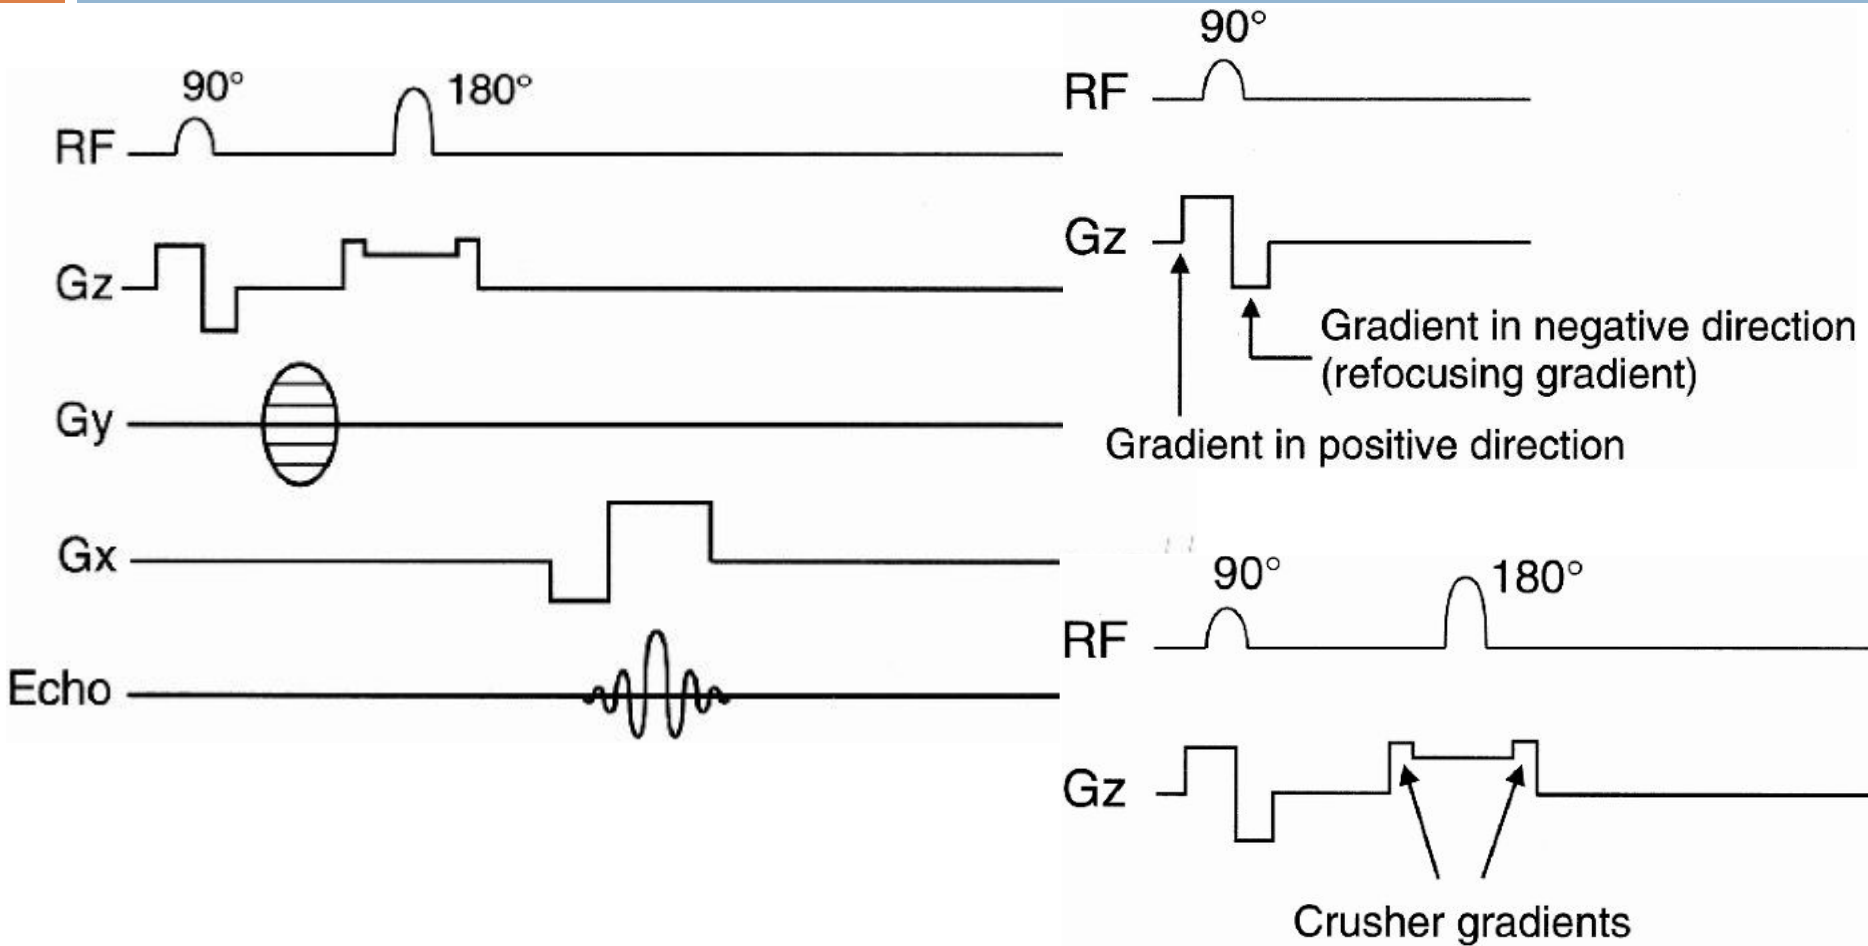 90°
180°
RF
Gz
Gy
Gx
Echo
90°
RF
Gz
Gradient in negative direction
(refocusing gradient)
Gradient in positive direction
90°
180°
RF
Gz
Crusher gradients